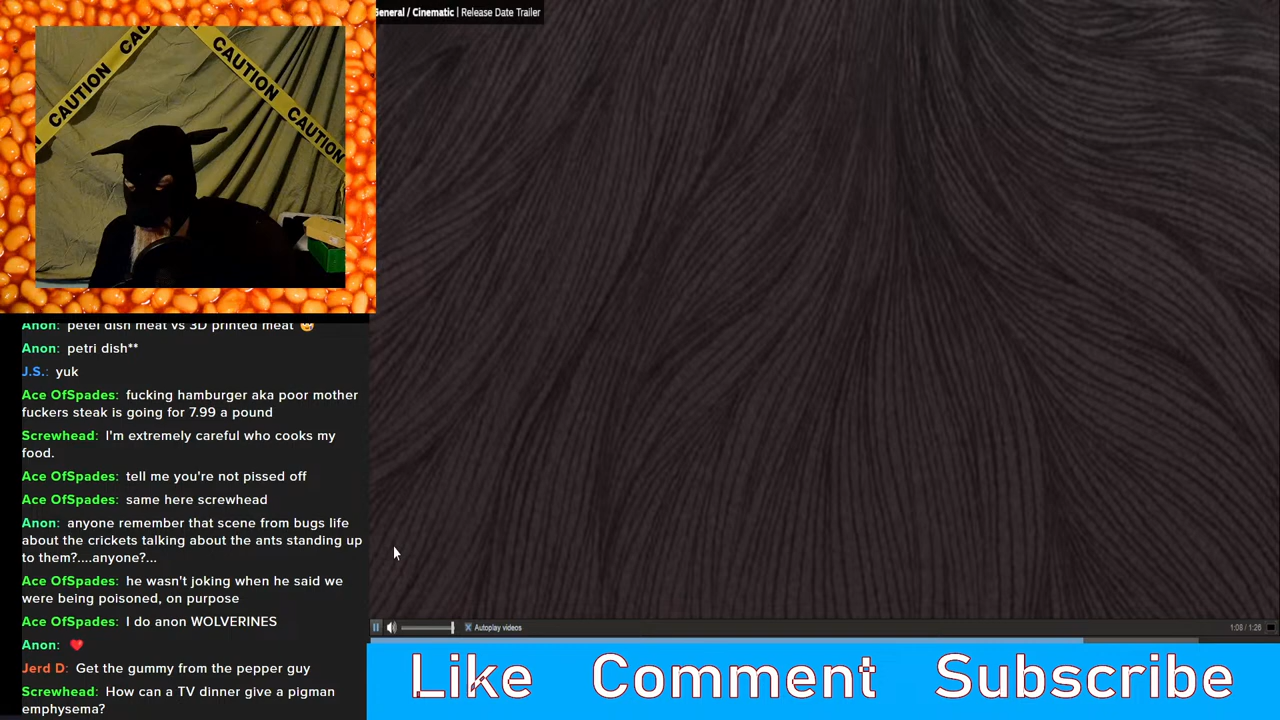 CAUTION CAUTION CAU
CAUTION CAUTION
General / Cinematic | Release Date Trailer
Anon: petel dish meat vs 3D printed meat
Anon: petri dish**
J.S.: yuk
Ace OfSpades: fucking hamburger aka poor mother
fuckers steak is going for 7.99 a pound
Screwhead: I'm extremely careful who cooks my
food.
Ace OfSpades: tell me you're not pissed off
Ace OfSpades: same here screwhead
Anon: anyone remember that scene from bugs life
about the crickets talking about the ants standing up
to them?....anyone?...
Ace OfSpades: he wasn't joking when he said we
were being poisoned, on purpose
Ace OfSpades: I do anon WOLVERINES
Anon: ❤️
Jerd D: Get the gummy from the pepper guy
Screwhead: How can a TV dinner give a pigman
emphysema?
Autoplay videos
1:08 / 1:26
Like Comment Subscribe